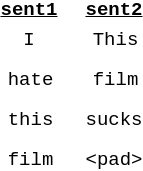 sent1 sent2
I This
hate film
this sucks
film <pad>